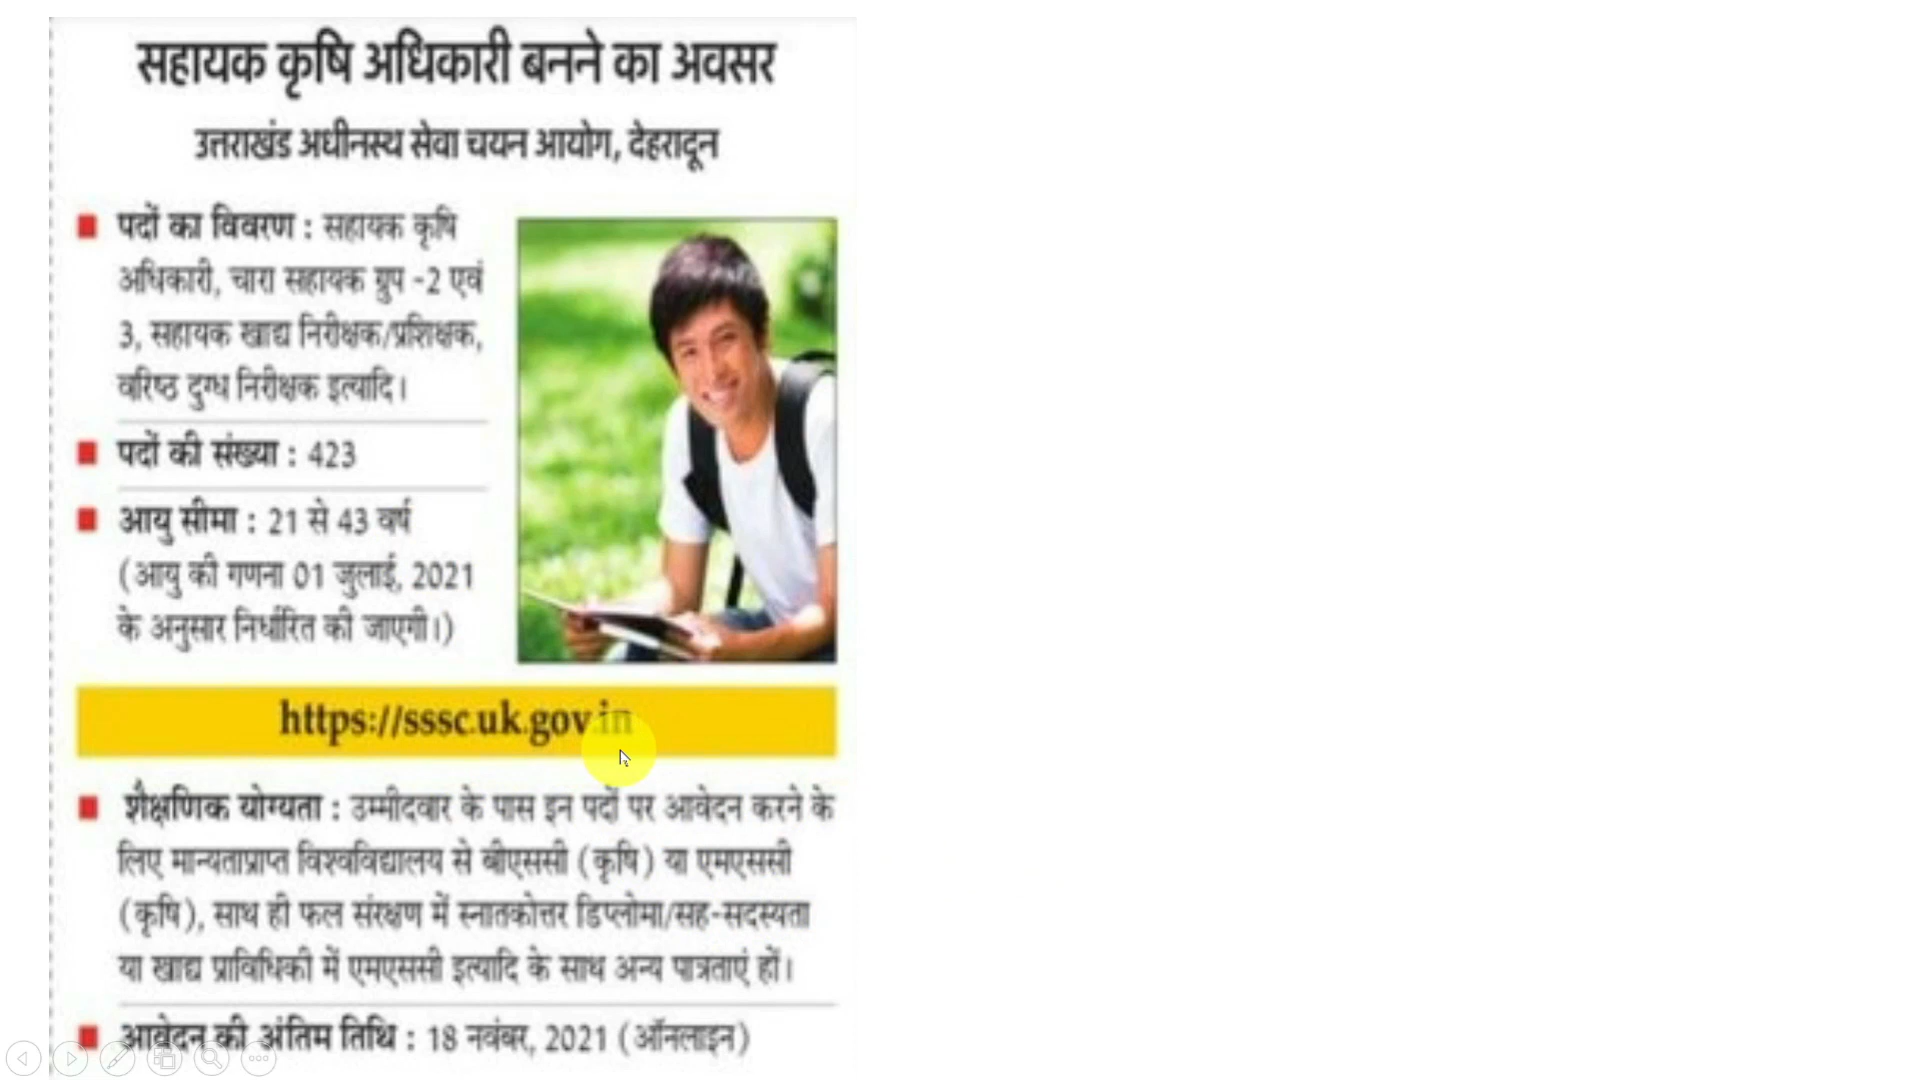 सहायक कृषि अधिकारी बनने का अवसर
उत्तराखंड अधीनस्थ सेवा चयन आयोग, देहरादून
पदों का विवरण : सहायक कृषि
अधिकारी, चारा सहायक ग्रुप -2 एवं
3, सहायक खाद्य निरीक्षक/प्रशिक्षक,
वरिष्ठ दुग्ध निरीक्षक इत्यादि।
पदों की संख्या : 423
आयु सीमा : 21 से 43 वर्ष
(आयु की गणना 01 जुलाई, 2021
के अनुसार निर्धारित की जाएगी।)
https://sssc.uk.gov.in
शैक्षणिक योग्यता : उम्मीदवार के पास इन पदों पर आवेदन करने के
लिए मान्यताप्राप्त विश्वविद्यालय से बीएससी (कृषि) या एमएससी
(कृषि), साथ ही फल संरक्षण में स्नातकोत्तर डिप्लोमा/सह-सदस्यता
या खाद्य प्राविधिकी में एमएससी इत्यादि के साथ अन्य पात्रताएं हों।
आवेदन की अंतिम तिथि : 18 नवंबर, 2021 (ऑनलाइन)